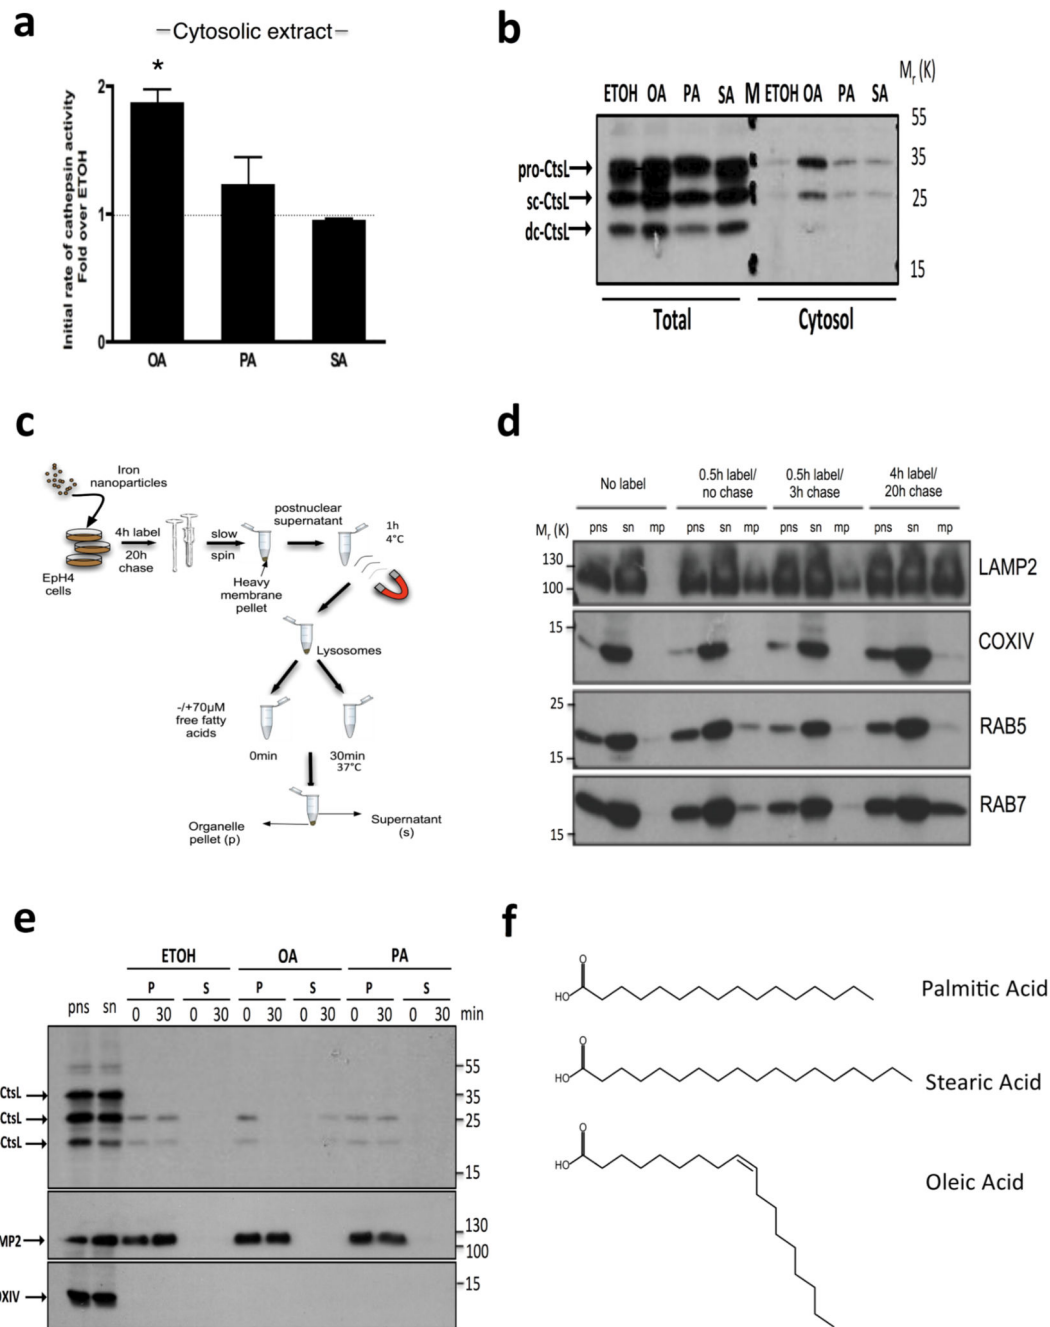 a
Cytosolic extract
*
Initial rate of cathepsin activity
Fold over ETOH
2
1
0
OA PA SA
b
Mr (K)
ETOH OA PA SA M ETOH OA PA SA
55
35
25
15
pro-CtsL
sc-CtsL
dc-CtsL
Total Cytosol
c
Iron
nanoparticles
4h label
20h
chase
EpH4
cells
slow
spin
Heavy
membrane
pellet
postnuclear
supernatant
1h
4°C
Lysosomes
-/+70µM
free fatty
acids
0min
30min
37°C
Organelle
pellet (p)
Supernatant
(s)
d
No label
0.5h label/
no chase
0.5h label/
3h chase
4h label/
20h chase
Mr (K) pns sn mp pns sn mp pns sn mp pns sn mp
130
100
LAMP2
15
COXIV
25
15
RAB5
15
RAB7
e
ETOH OA PA
P S P S P S
pns sn 0 30 0 30 0 30 0 30 0 30 0 30 min
55
CtsL 35
CtsL 25
CtsL
15
MP2 130
100
OXIV 15
f
O
HO
Palmitic Acid
O
HO
Stearic Acid
O
HO
Oleic Acid